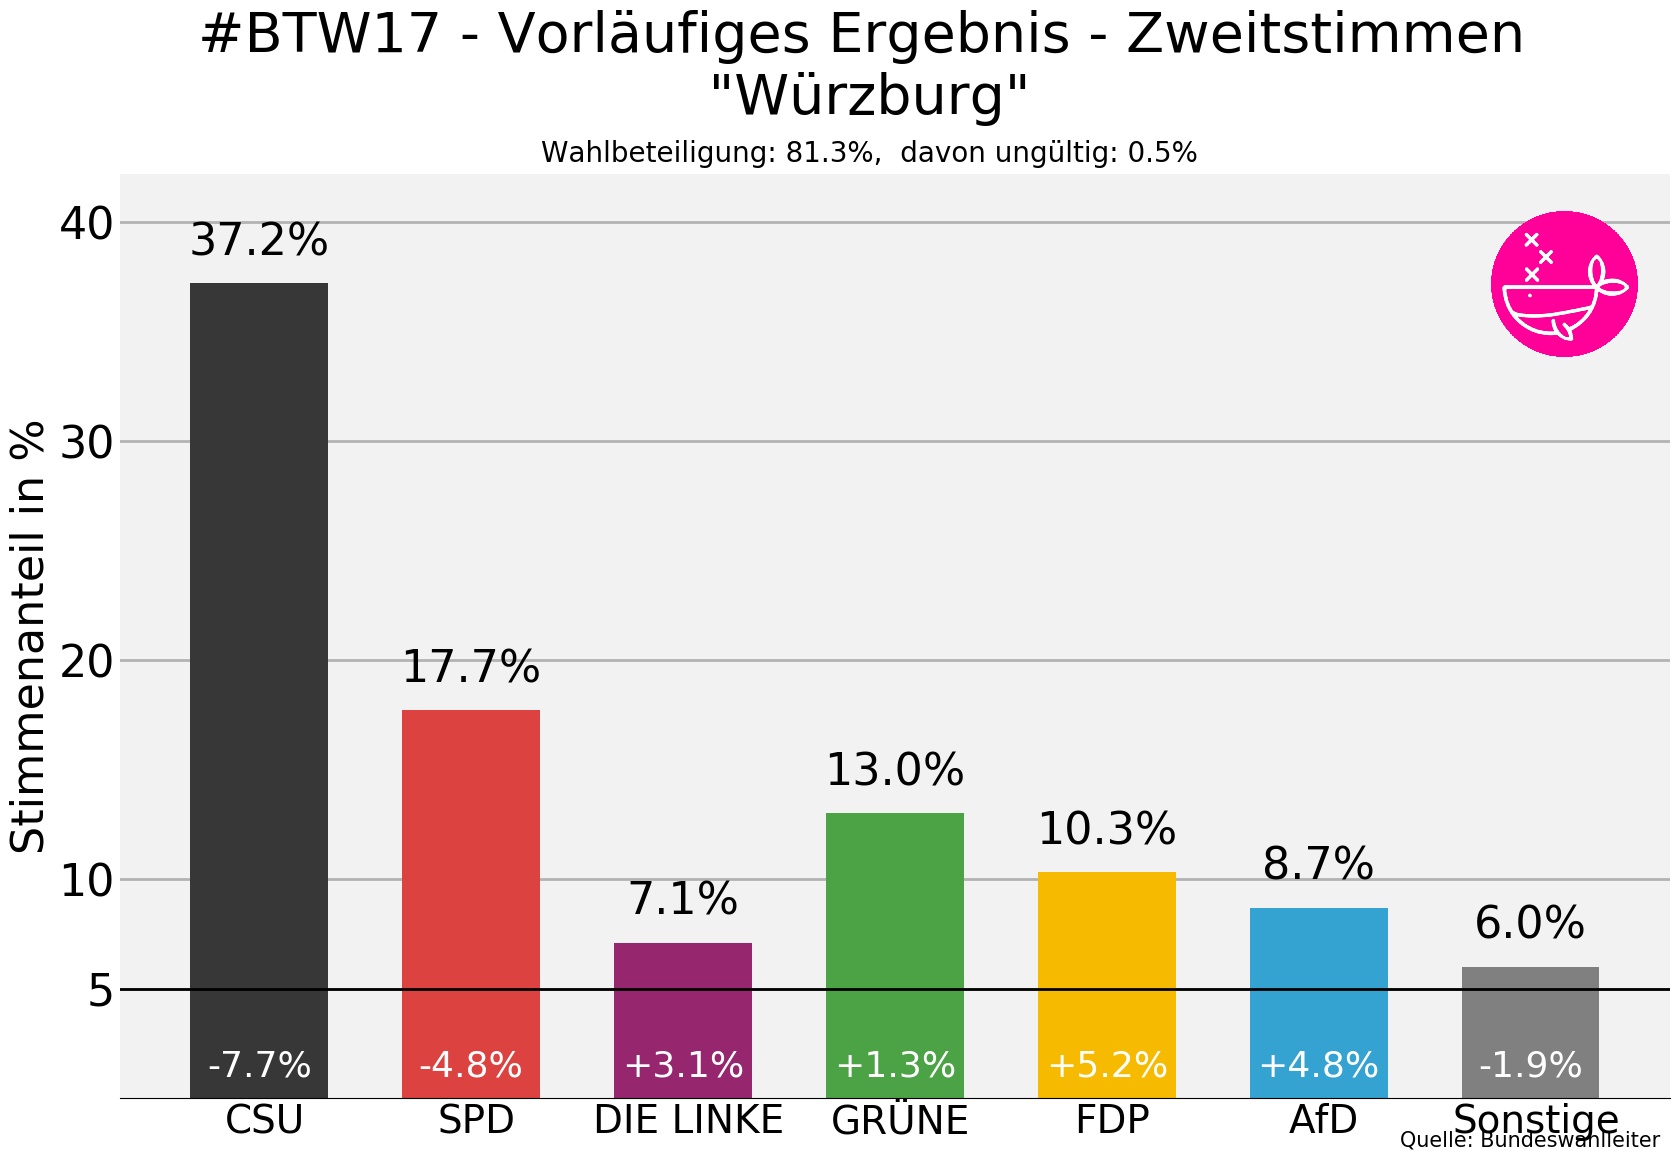 #BTW17 - Vorläufiges Ergebnis - Zweitstimmen
"Würzburg"
Wahlbeteiligung: 81.3%,  davon ungültig: 0.5%
Stimmenanteil in %
40
30
20
10
5
37.2%
17.7%
7.1%
13.0%
10.3%
8.7%
6.0%
-7.7%
-4.8%
+3.1%
+1.3%
+5.2%
+4.8%
-1.9%
CSU
SPD
DIE LINKE
GRÜNE
FDP
AfD
Sonstige
Quelle: Bundeswahlleiter